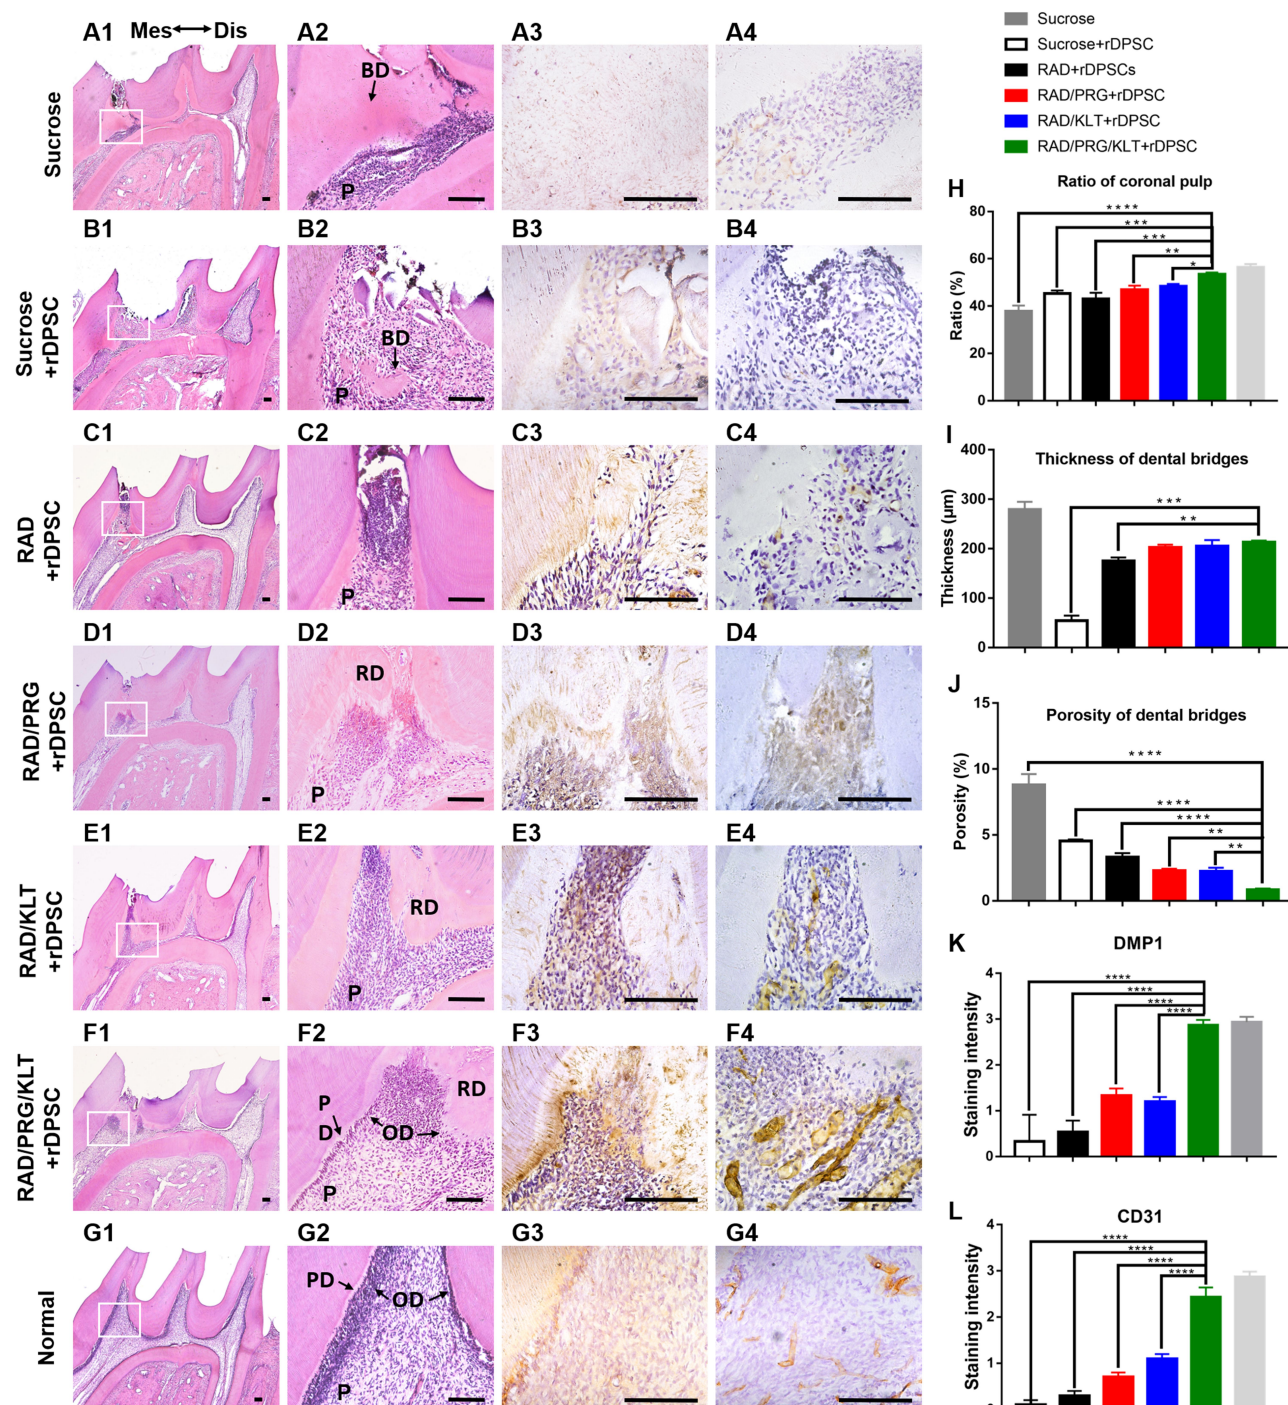 A1 Mes Dis A2 A3 A4
Sucrose
BD
P
B1 B2 B3 B4
Sucrose
+rDPSC
BD
P
C1 C2 C3 C4
RAD
+rDPSC
P
D1 D2 D3 D4
RAD/PRG
+rDPSC
RD
P
E1 E2 E3 E4
RAD/KLT
+rDPSC
RD
P
F1 F2 F3 F4
RAD/PRG/KLT
+rDPSC
P
D
OD
RD
P
G1 G2 G3 G4
Normal
PD
OD
P
Sucrose
Sucrose+rDPSC
RAD+rDPSCs
RAD/PRG+rDPSC
RAD/KLT+rDPSC
RAD/PRG/KLT+rDPSC
H
Ratio of coronal pulp
Ratio (%)
80
60
40
20
0
****
***
***
**
*
I
Thickness of dental bridges
Thickness (μm)
400
300
200
100
0
***
**
J
Porosity of dental bridges
Porosity (%)
15
10
5
0
****
****
****
**
**
K
DMP1
Staining intensity
4
3
2
1
0
****
****
****
****
L
CD31
Staining intensity
4
3
2
1
****
****
****
****